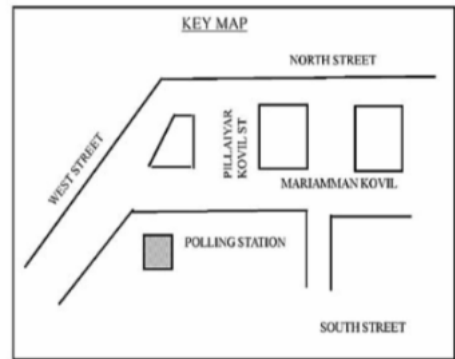 KEY MAP
NORTH STREET
WEST STREET
PILLAIYAR
KOVIL ST
MARIAMMAN KOVIL
POLLING STATION
SOUTH STREET